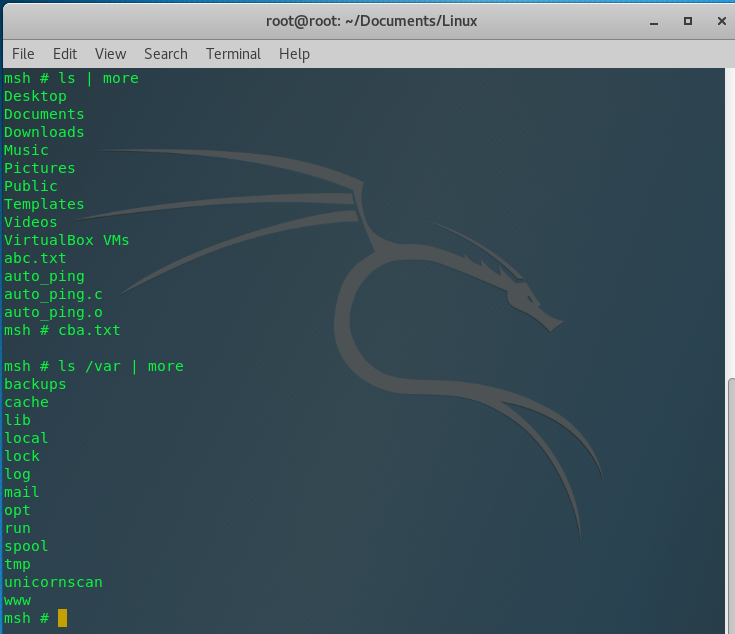 root@root: ~/Documents/Linux
File Edit View Search Terminal Help
msh # ls | more
Desktop
Documents
Downloads
Music
Pictures
Public
Templates
Videos
VirtualBox VMs
abc.txt
auto_ping
auto_ping.c
auto_ping.o
msh # cba.txt
msh # ls /var | more
backups
cache
lib
local
lock
log
mail
opt
run
spool
tmp
unicornscan
www
msh #